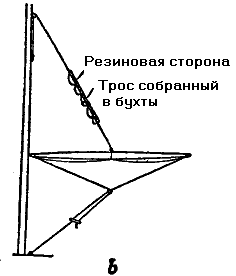 Резиновая сторона
Трос собранный
в бухты
б